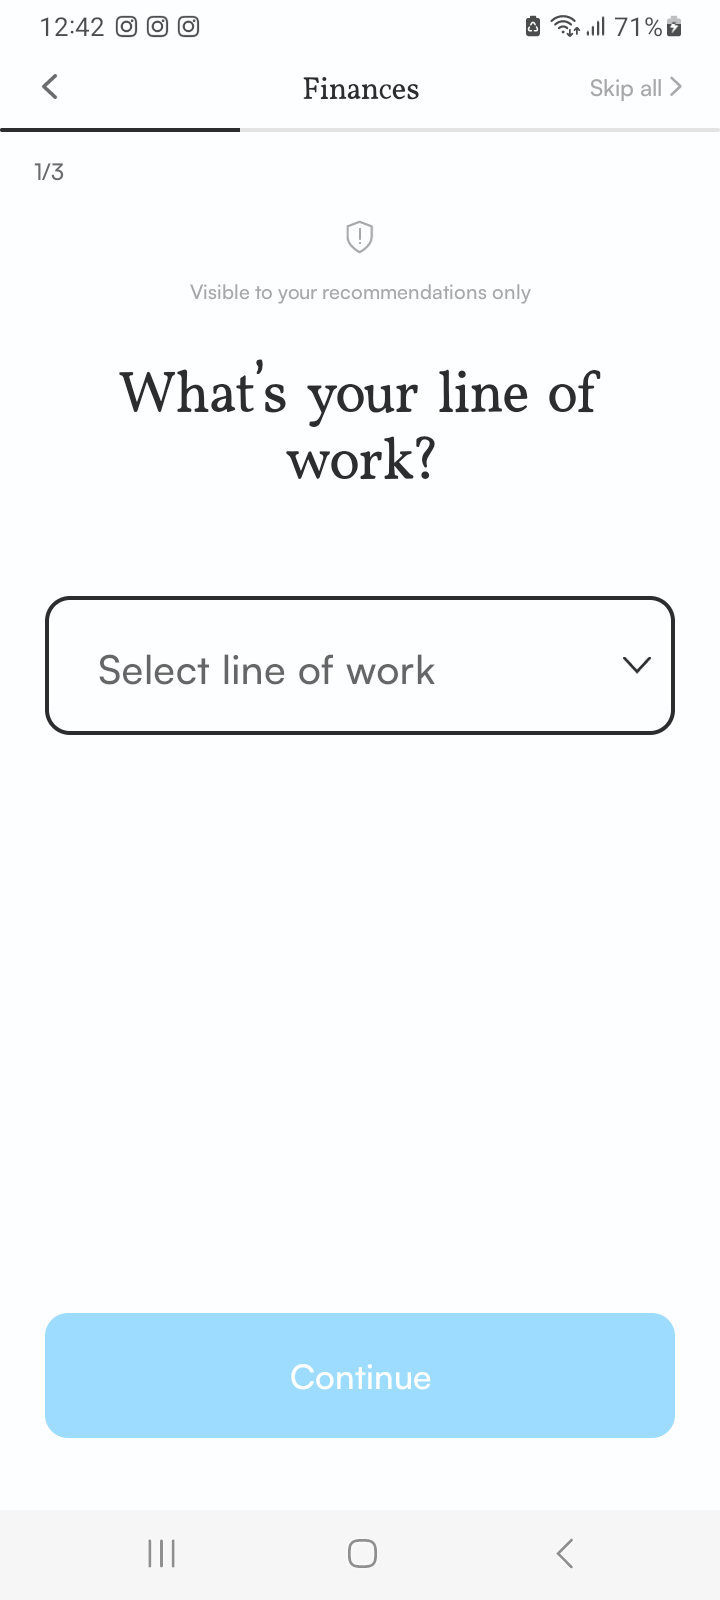 12:42 71%
Finances Skip all
1/3
Visible to your recommendations only
What's your line of
work?
Select line of work
Continue